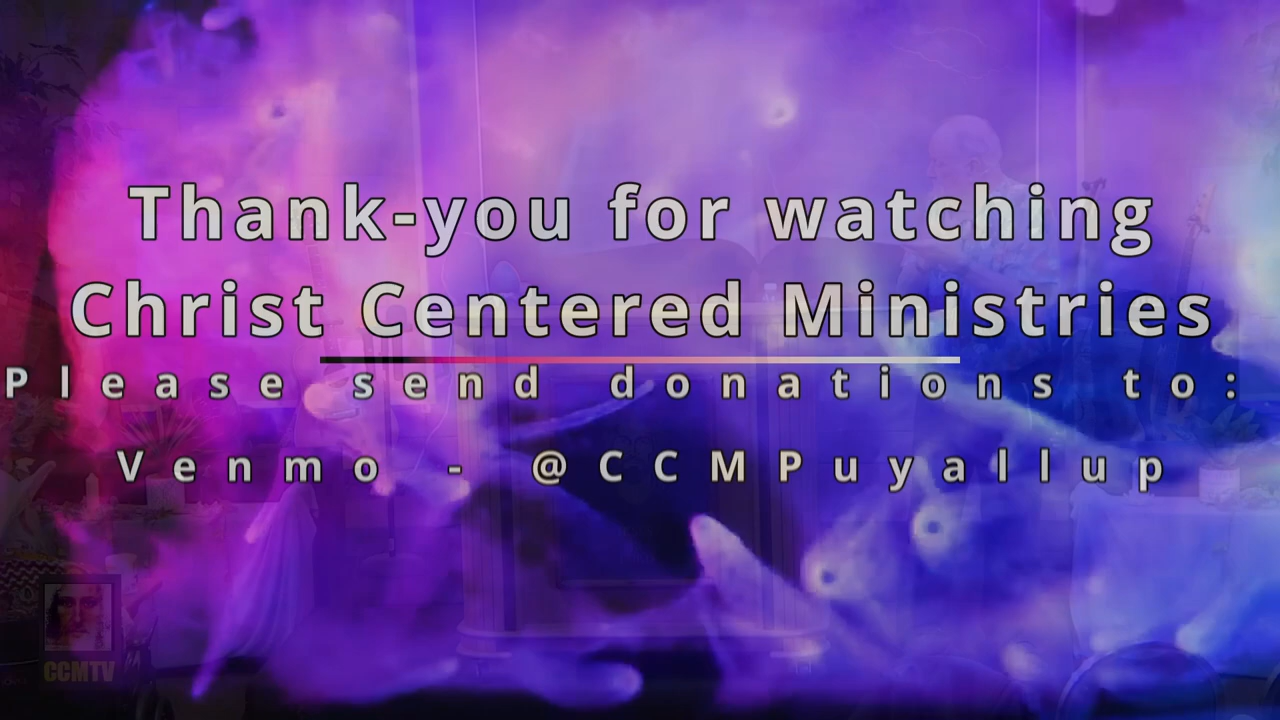 Thank-you for watching
Christ Centered Ministries
Please send donations to:
Venmo - @CCMPuyallup
CCMTV